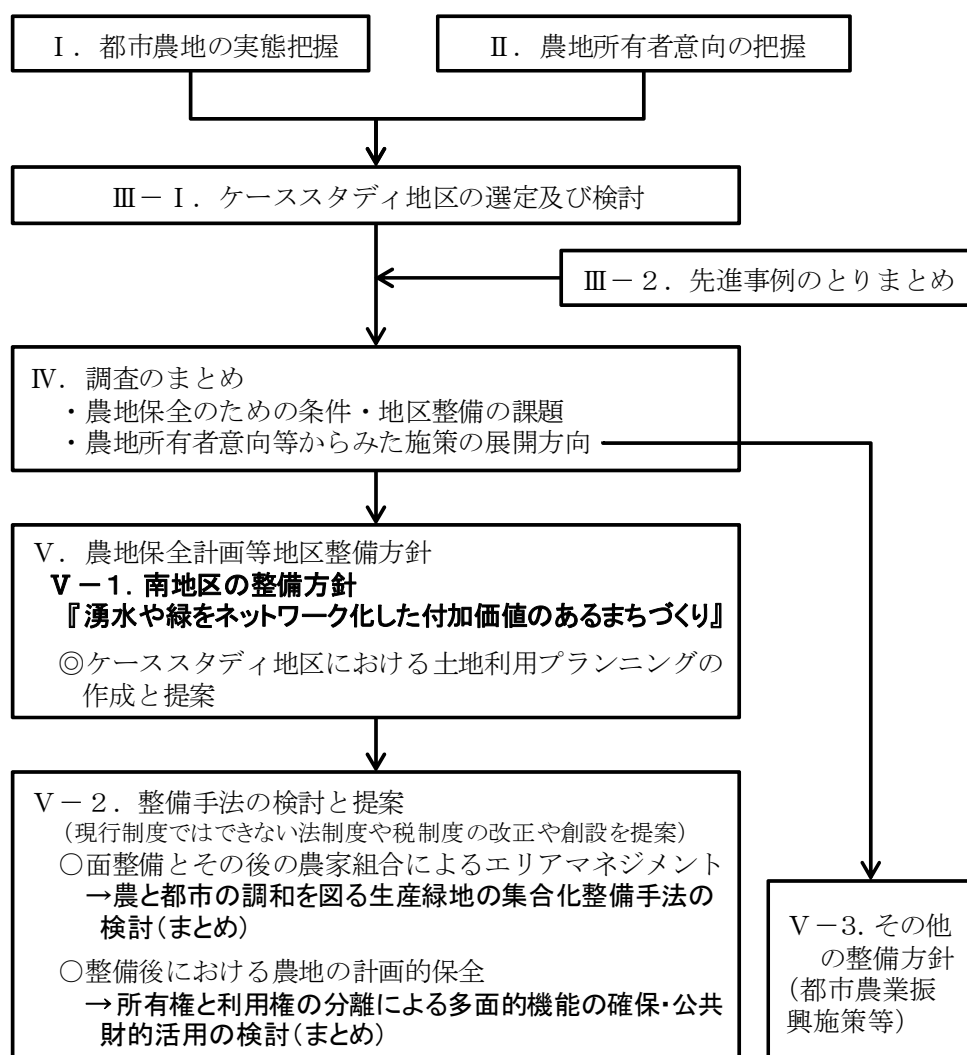 Ⅰ．都市農地の実態把握
Ⅱ．農地所有者意向の把握
Ⅲ－Ⅰ．ケーススタディ地区の選定及び検討
Ⅲ－２．先進事例のとりまとめ
Ⅳ．調査のまとめ
・農地保全のための条件・地区整備の課題
・農地所有者意向等からみた施策の展開方向
Ⅴ．農地保全計画等地区整備方針
Ⅴ－１．南地区の整備方針
『湧水や緑をネットワーク化した付加価値のあるまちづくり』
◎ケーススタディ地区における土地利用プランニングの
作成と提案
Ⅴ－２．整備手法の検討と提案
（現行制度ではできない法制度や税制度の改正や創設を提案）
○面整備とその後の農家組合によるエリアマネジメント
→農と都市の調和を図る生産緑地の集合化整備手法の
検討（まとめ）
○整備後における農地の計画的保全
→所有権と利用権の分離による多面的機能の確保・公共
財的活用の検討（まとめ）
Ⅴ－３．その他
の整備方針
（都市農業振
興施策等）